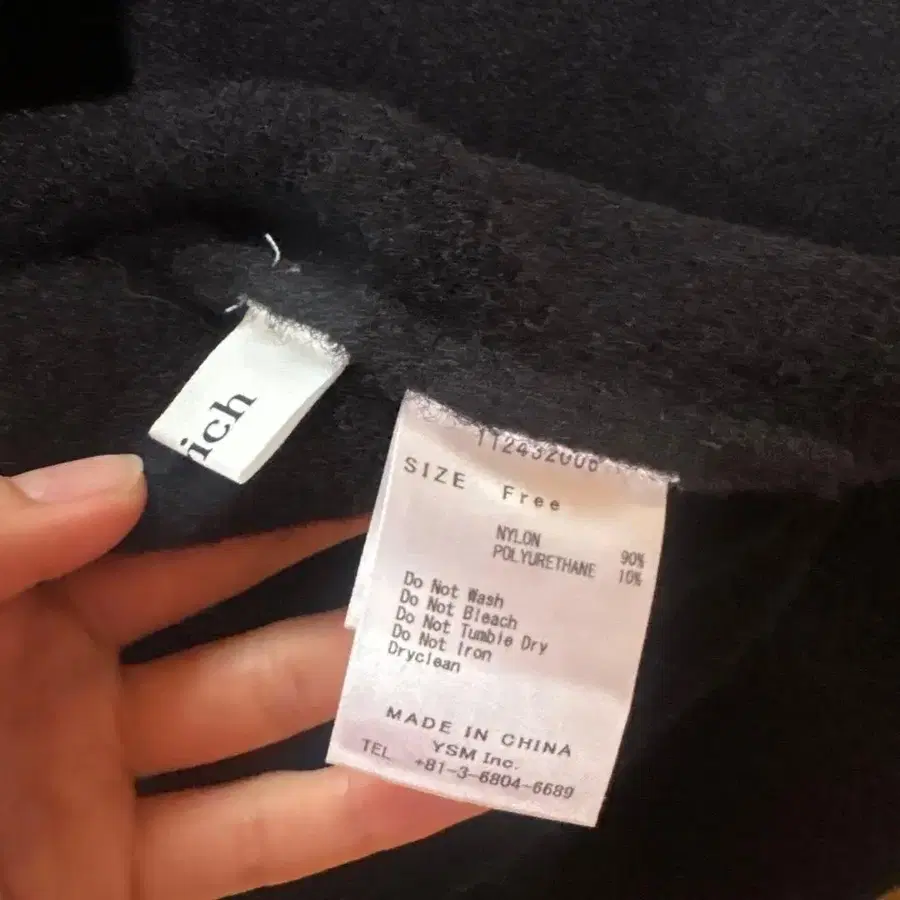 ich
112432006
SIZE Free
NYLON 90%
POLYURETHANE 10%
Do Not Wash
Do Not Bleach
Do Not Tumble Dry
Do Not Iron
Dryclean
MADE IN CHINA
YSM Inc.
TEL +81-3-6804-6689